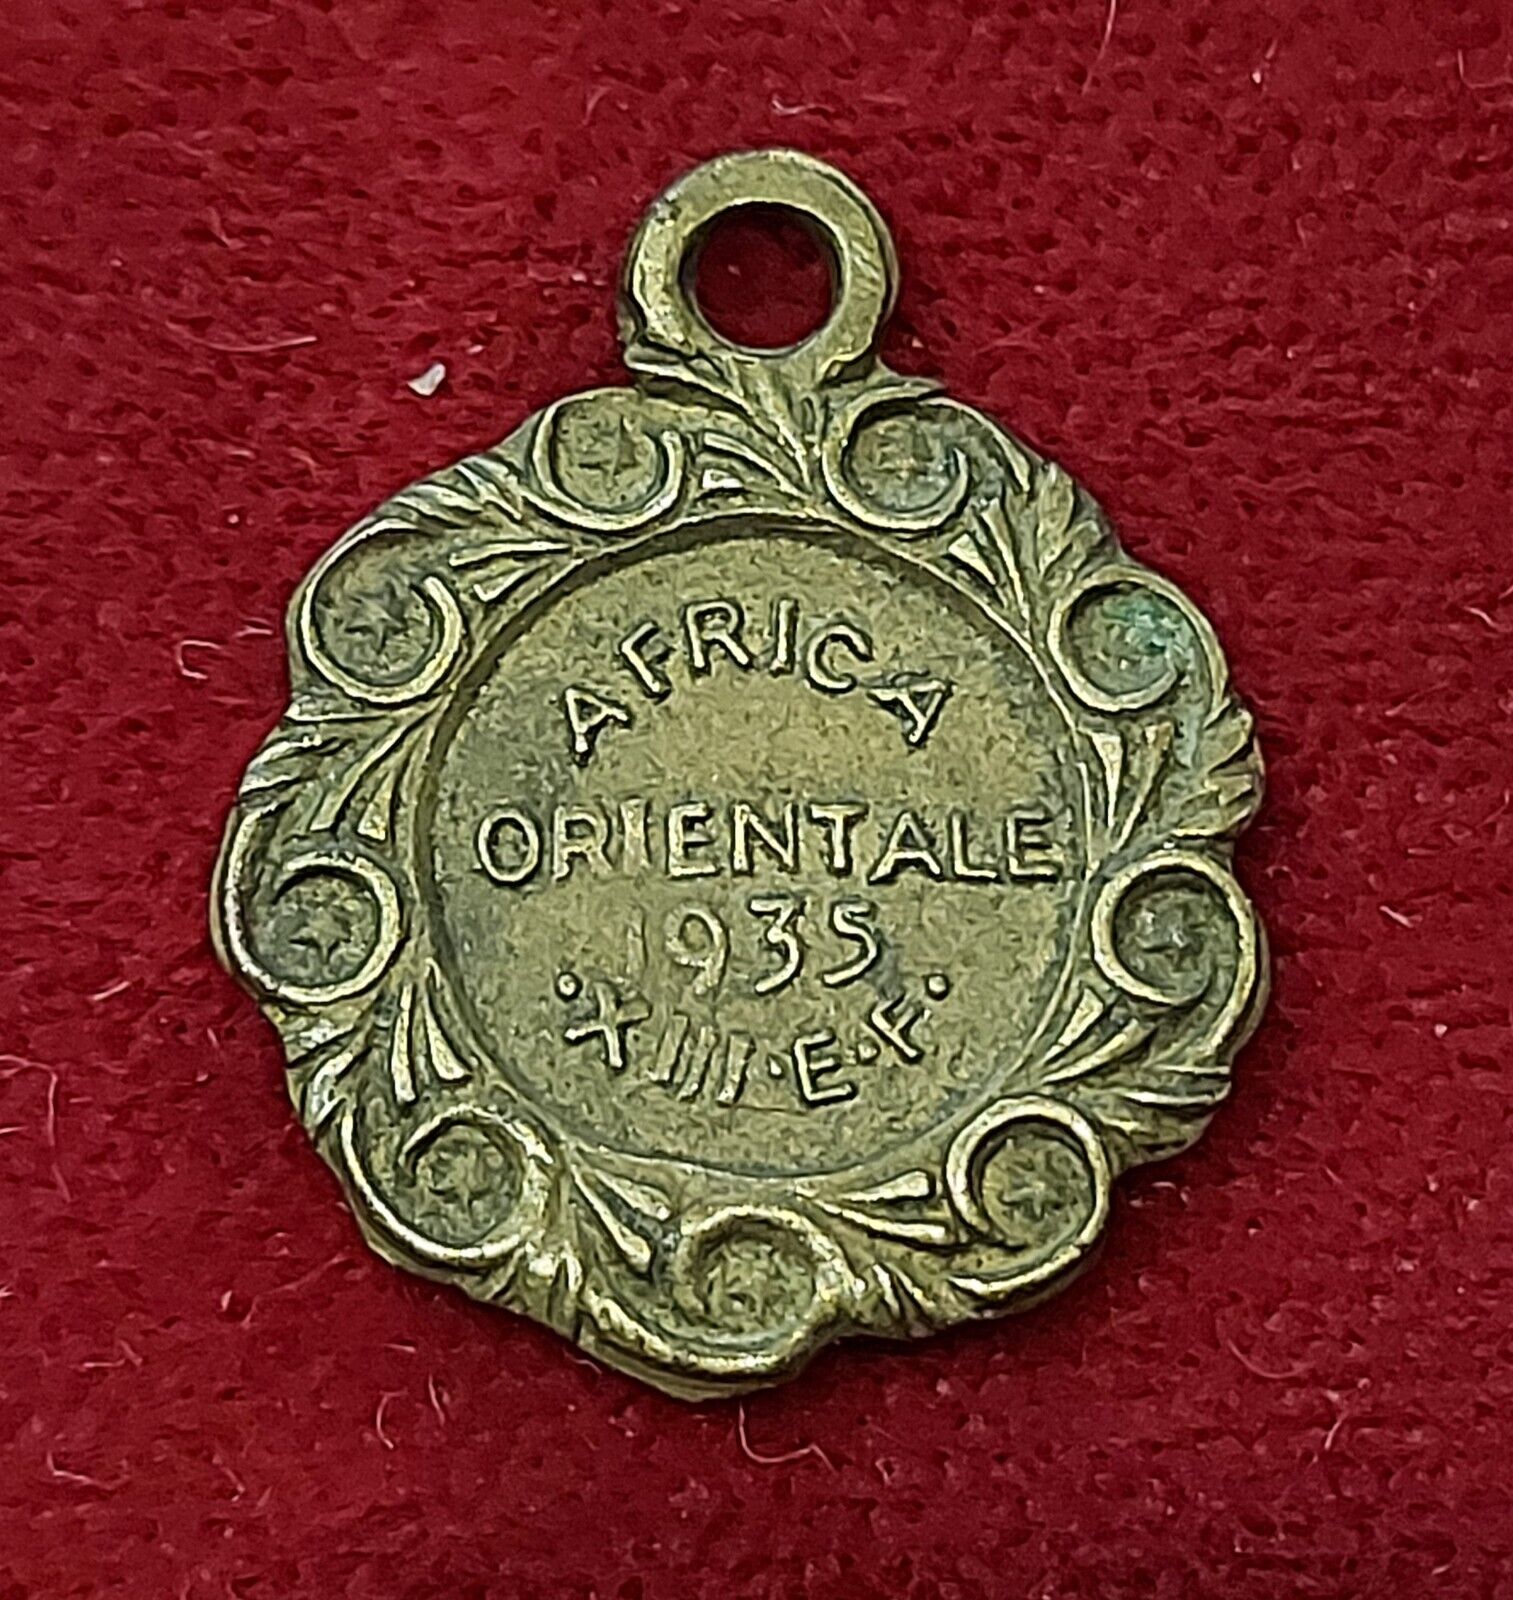 AFRICA
ORIENTALE
1935
·XIII·E·F·